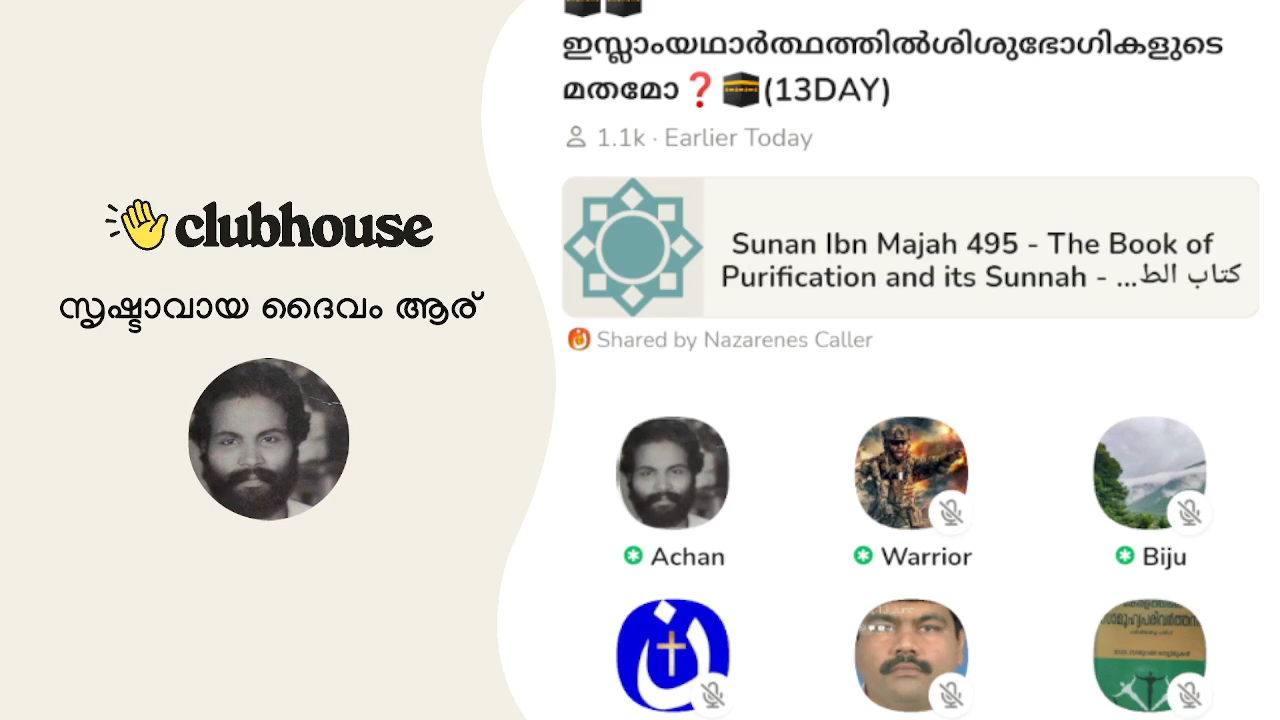 clubhouse
സൃഷ്ടാവായ ദൈവം ആര്
ഇസ്ലാംയഥാർത്ഥത്തിൽശിശുഭോഗികളുടെ
മതമോ❓🕋(13DAY)
1.1k · Earlier Today
Sunan Ibn Majah 495 - The Book of
Purification and its Sunnah - ...كتاب الط
Shared by Nazarenes Caller
Achan
Warrior
Biju